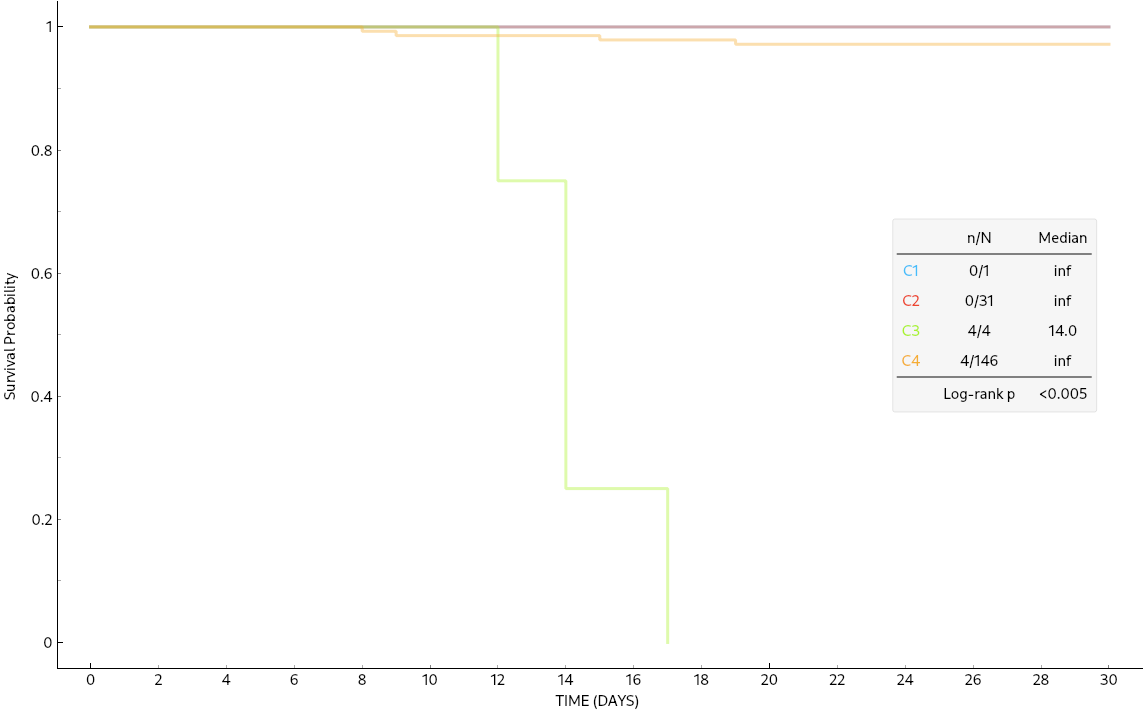 1
0.8
0.6
0.4
0.2
0
Survival Probability
0 2 4 6 8 10 12 14 16 18 20 22 24 26 28 30
TIME (DAYS)
n/N Median
C1 0/1 inf
C2 0/31 inf
C3 4/4 14.0
C4 4/146 inf
Log-rank p <0.005